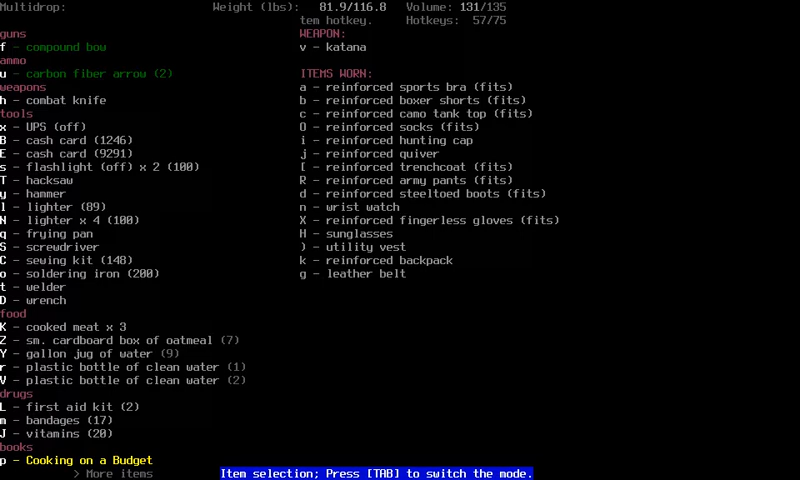 Multidrop: Weight (lbs): 81.9/116.8 Volume: 131/135
tem hotkey. Hotkeys: 57/75
guns
f - compound bow
ammo
u - carbon fiber arrow (2)
weapons
h - combat knife
tools
x - UPS (off)
B - cash card (1246)
E - cash card (9291)
s - flashlight (off) x 2 (100)
T - hacksaw
y - hammer
l - lighter (89)
N - lighter x 4 (100)
q - frying pan
S - screwdriver
C - sewing kit (148)
o - soldering iron (200)
t - welder
D - wrench
food
K - cooked meat x 3
Z - sm. cardboard box of oatmeal (7)
Y - gallon jug of water (9)
r - plastic bottle of clean water (1)
V - plastic bottle of clean water (2)
drugs
L - first aid kit (2)
m - bandages (17)
J - vitamins (20)
books
p - Cooking on a Budget
> More items
WEAPON:
v - katana
ITEMS WORN:
a - reinforced sports bra (fits)
b - reinforced boxer shorts (fits)
c - reinforced camo tank top (fits)
O - reinforced socks (fits)
i - reinforced hunting cap
j - reinforced quiver
[ - reinforced trenchcoat (fits)
R - reinforced army pants (fits)
d - reinforced steeltoed boots (fits)
n - wrist watch
X - reinforced fingerless gloves (fits)
H - sunglasses
) - utility vest
k - reinforced backpack
g - leather belt
Item selection; Press [TAB] to switch the mode.